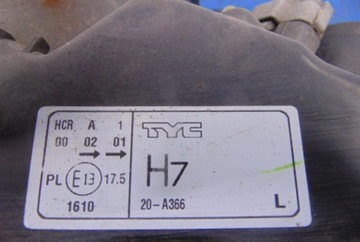 HCR A 1
00 02 01
PL E13 17.5
1610
TYC
H7
20-A366
L